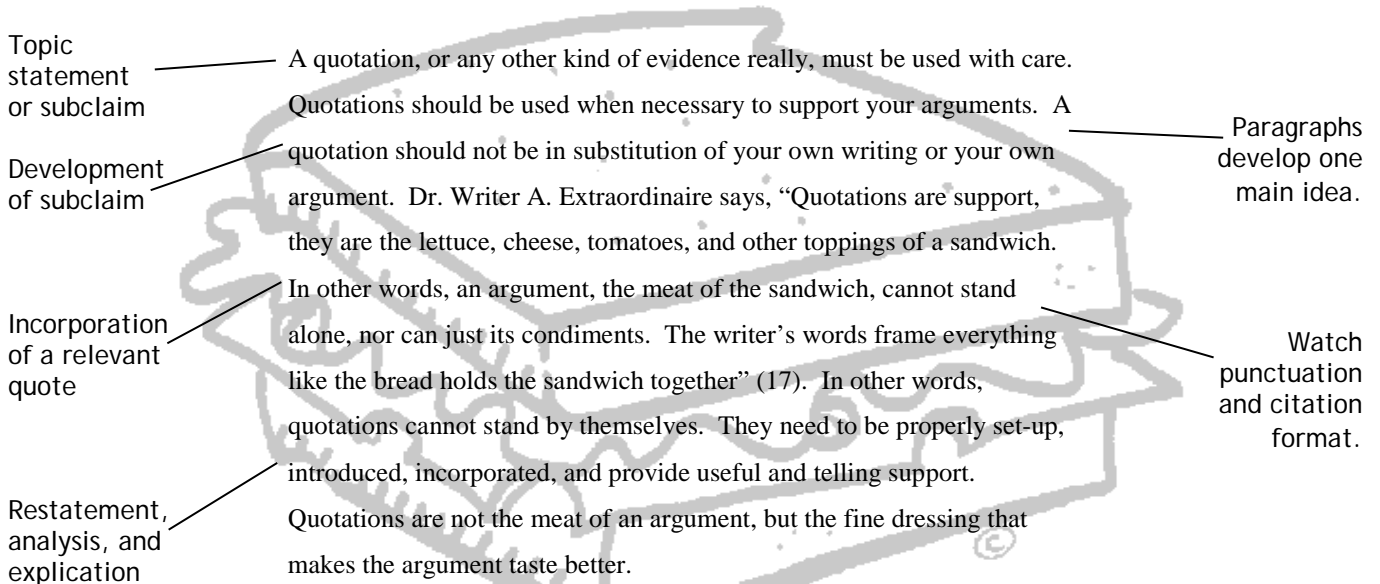 Topic
statement
or subclaim
Development
of subclaim
Incorporation
of a relevant
quote
Restatement,
analysis, and
explication
A quotation, or any other kind of evidence really, must be used with care.
Quotations should be used when necessary to support your arguments.  A
quotation should not be in substitution of your own writing or your own
argument.  Dr. Writer A. Extraordinaire says, “Quotations are support,
they are the lettuce, cheese, tomatoes, and other toppings of a sandwich.
In other words, an argument, the meat of the sandwich, cannot stand
alone, nor can just its condiments.  The writer’s words frame everything
like the bread holds the sandwich together” (17).  In other words,
quotations cannot stand by themselves.  They need to be properly set-up,
introduced, incorporated, and provide useful and telling support.
Quotations are not the meat of an argument, but the fine dressing that
makes the argument taste better.
©
Paragraphs
develop one
main idea.
Watch
punctuation
and citation
format.